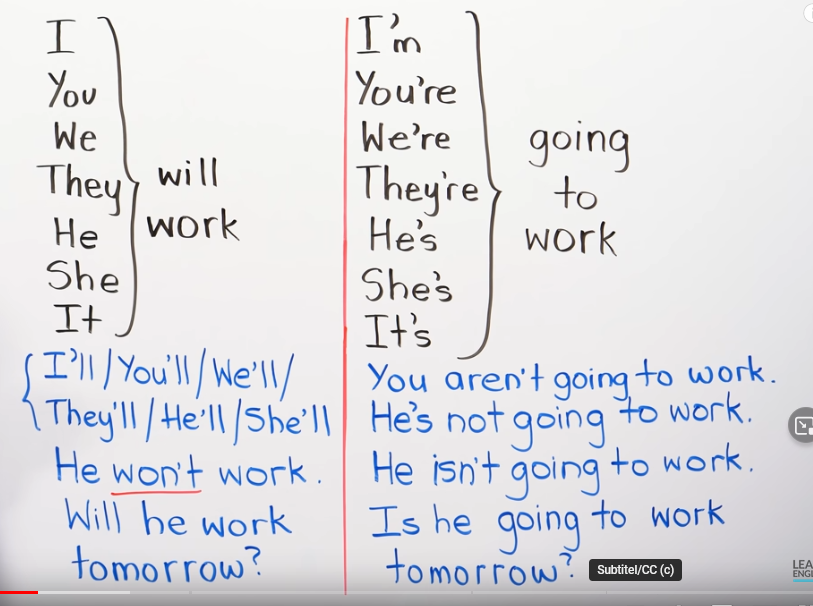 I
You
We
They
He
She
It
will
work
I'll/You'll/We'll/
They'll/He'll/She'll
He won't work.
Will he work
tomorrow?
I'm
You're
We're
They're
He's
She's
It's
going
to
work
You aren't going to work.
He's not going to work.
He isn't going to work.
Is he going to work
tomorrow?
Subtitel/CC (c)
LEA
ENGL